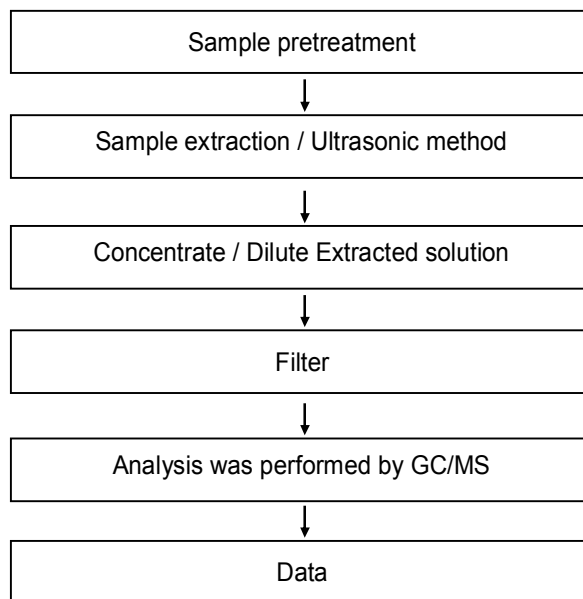 Sample pretreatment
Sample extraction / Ultrasonic method
Concentrate / Dilute Extracted solution
Filter
Analysis was performed by GC/MS
Data